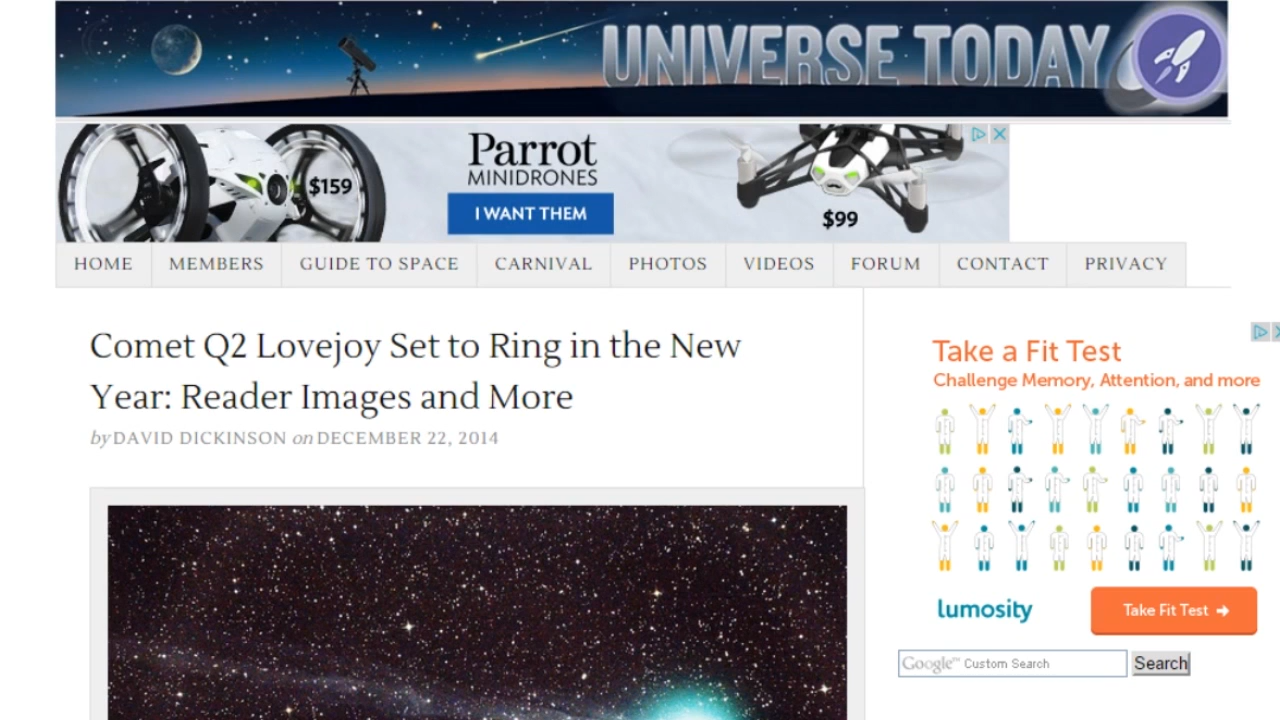 UNIVERSE TODAY
Parrot
MINIDRONES
$159
I WANT THEM
$99
HOME MEMBERS GUIDE TO SPACE CARNIVAL PHOTOS VIDEOS FORUM CONTACT PRIVACY
Comet Q2 Lovejoy Set to Ring in the New
Year: Reader Images and More
by DAVID DICKINSON on DECEMBER 22, 2014
Take a Fit Test
Challenge Memory, Attention, and more
lumosity
Take Fit Test →
Google™ Custom Search
Search